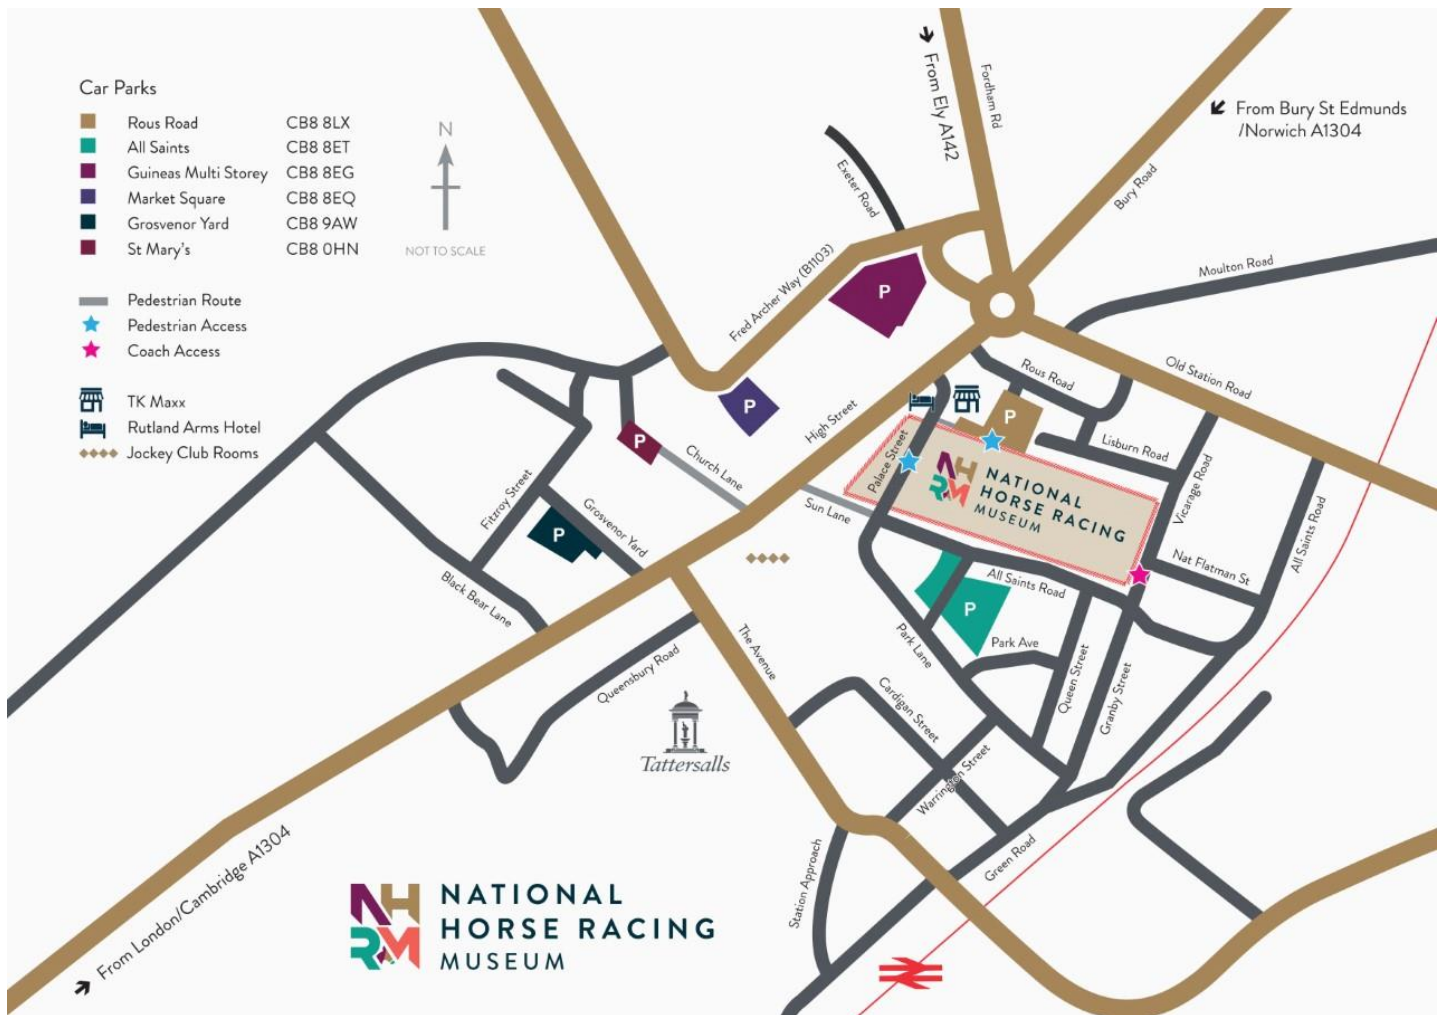 Car Parks
Rous Road CB8 8LX
All Saints CB8 8ET
Guineas Multi Storey CB8 8EG
Market Square CB8 8EQ
Grosvenor Yard CB8 9AW
St Mary's CB8 0HN
N
NOT TO SCALE
Pedestrian Route
Pedestrian Access
Coach Access
TK Maxx
Rutland Arms Hotel
Jockey Club Rooms
From Ely A142
Fordham Rd
From Bury St Edmunds
/Norwich A1304
Exeter Road
Bury Road
Moulton Road
Fred Archer Way (B1103)
P
Old Station Road
Rous Road
P
P
High Street
Lisburn Road
P
Church Lane
Palace Street
NHRM
NATIONAL
HORSE RACING
MUSEUM
Vicarage Road
All Saints Road
Sun Lane
Fitzroy Street
Grosvenor Yard
P
Nat Flatman St
All Saints Road
P
Black Bear Lane
Park Ave
Park Lane
The Avenue
Queensbury Road
Queen Street
Granby Street
Cardigan Street
Warrington Street
Tattersalls
Green Road
Station Approach
From London/Cambridge A1304
NHRM
NATIONAL
HORSE RACING
MUSEUM